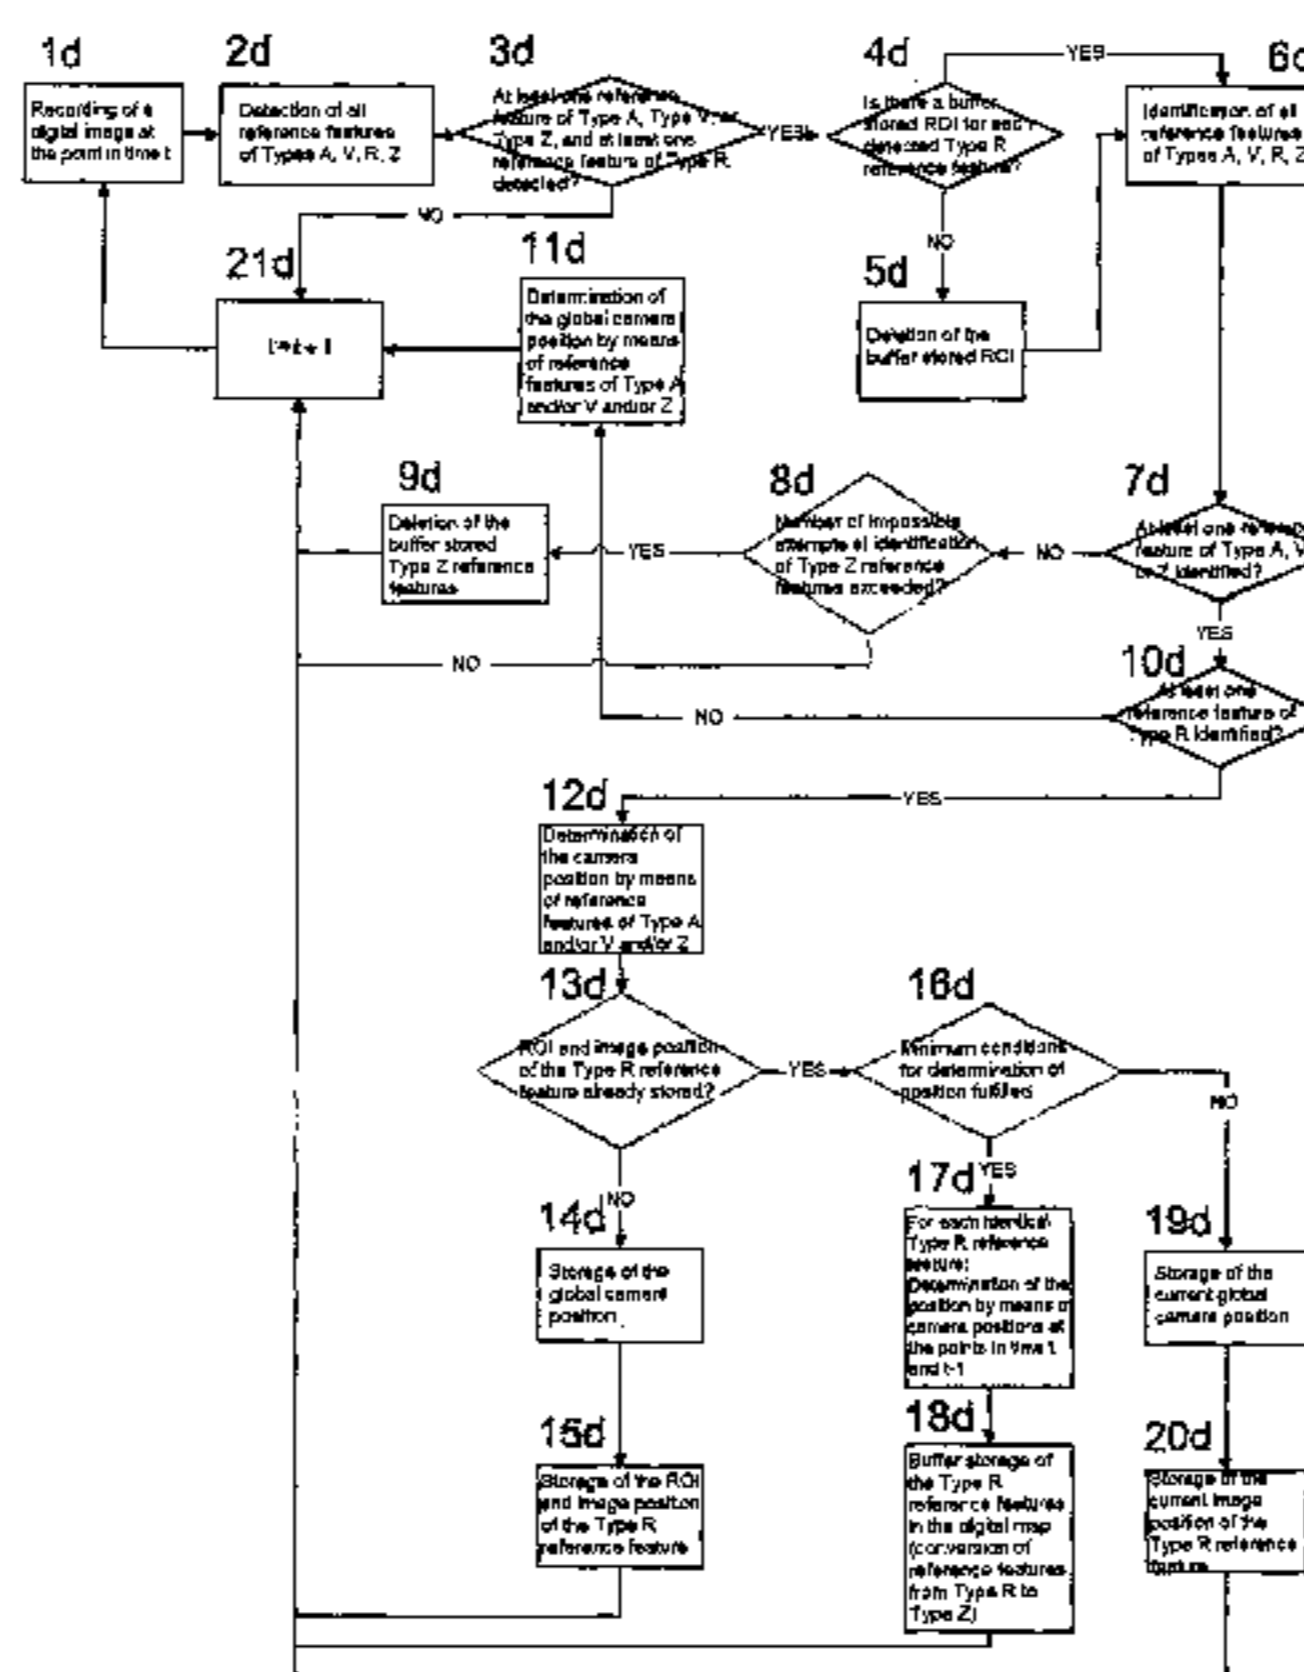 1d
Recording of a
digital image at
the point in time t
2d
Detection of all
reference features
of Types A, V, R, Z
3d
At least one reference
feature of Type A, Type V, or
Type Z, and at least one
reference feature of Type R
detected?
YES
NO
4d
Is there a buffer
stored ROI for each
detected Type R
reference feature?
YES
NO
5d
Deletion of the
buffer stored ROI
6d
Identification of all
reference features
of Types A, V, R, Z
21d
11d
Determination of
the global camera
position by means
of reference
features of Type A
and/or V and/or Z
9d
Deletion of the
buffer stored
Type Z reference
features
YES
8d
Number of impossible
attempts at identification
of Type Z reference
features exceeded?
NO
NO
7d
At least one
feature of Type A, V
or Z identified?
YES
10d
At least one
reference feature of
Type R identified?
NO
YES
12d
Determination of
the camera
position by means
of reference
features of Type A
and/or V and/or Z
13d
ROI and image position
of the Type R reference
feature already stored?
YES
NO
16d
Minimum conditions
for determination of
position fulfilled
NO
YES
14d
Storage of the
global camera
position
15d
Storage of the ROI
and image position
of the Type R
reference feature
17d
For each identical
Type R reference
feature:
Determination of the
position by means of
camera positions at
the points in time t
and t-1
18d
Buffer storage of
the Type R
reference features
in the digital map
(conversion of
reference features
from Type R to
Type Z)
19d
Storage of the
current global
camera position
20d
Storage of the
current image
position of the
Type R reference
feature